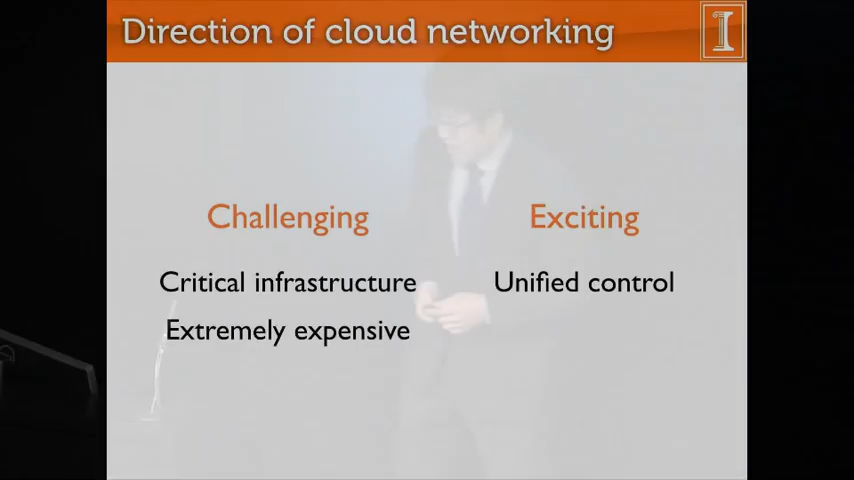 Direction of cloud networking
I
Challenging
Exciting
Critical infrastructure
Unified control
Extremely expensive